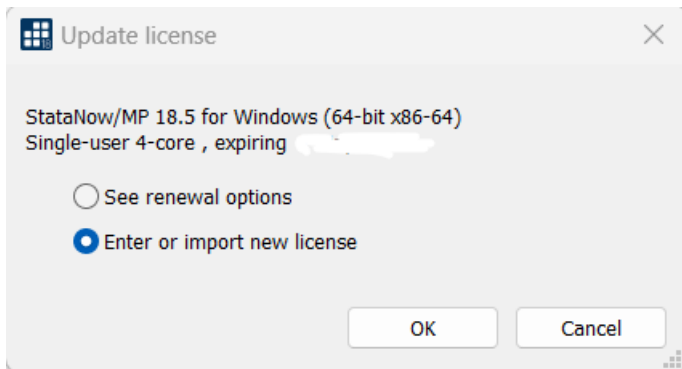 18
Update license
StataNow/MP 18.5 for Windows (64-bit x86-64)
Single-user 4-core , expiring
See renewal options
Enter or import new license
OK
Cancel